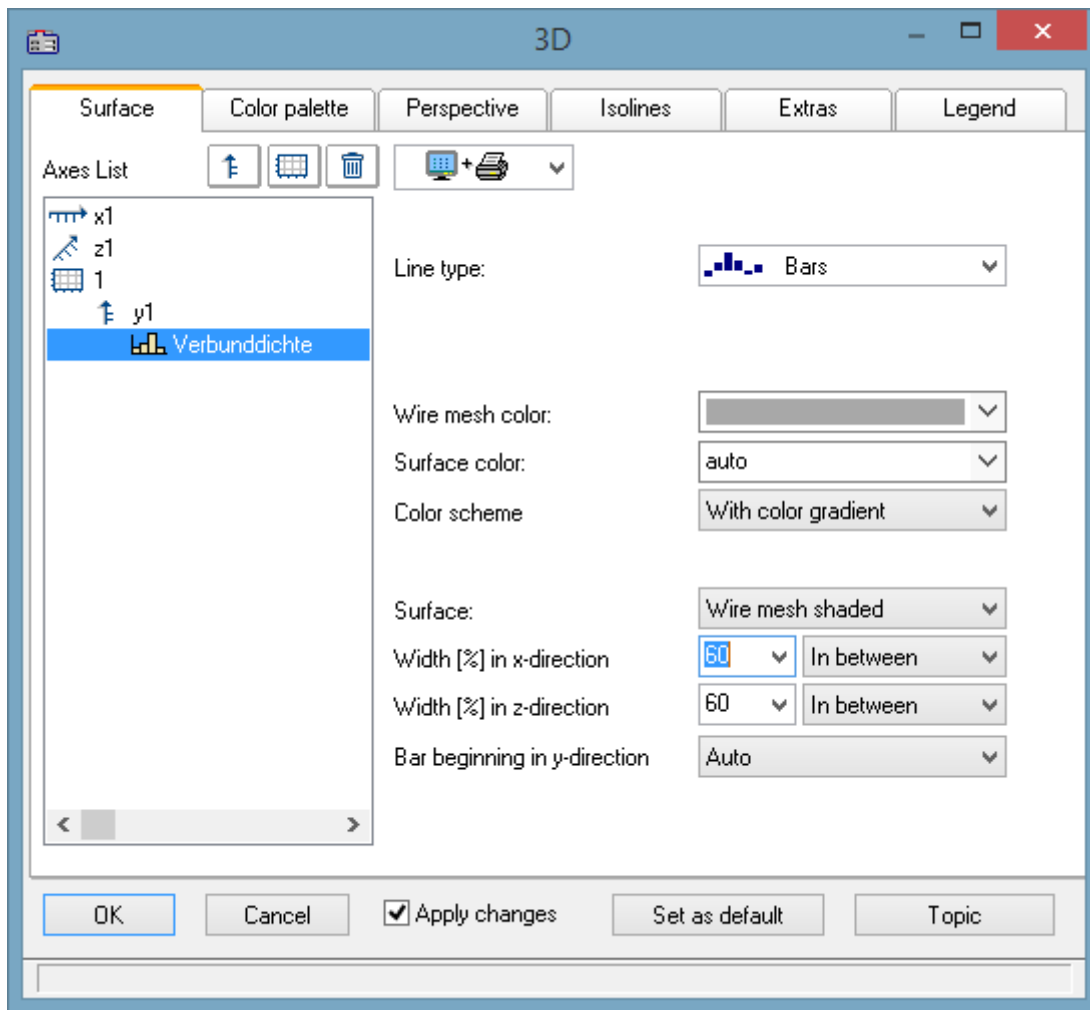 3D
Surface Color palette Perspective Isolines Extras Legend
Axes List
x1
z1
1
y1
Verbunddichte
Line type: Bars
Wire mesh color:
Surface color: auto
Color scheme With color gradient
Surface: Wire mesh shaded
Width [%] in x-direction 60 In between
Width [%] in z-direction 60 In between
Bar beginning in y-direction Auto
OK Cancel Apply changes Set as default Topic